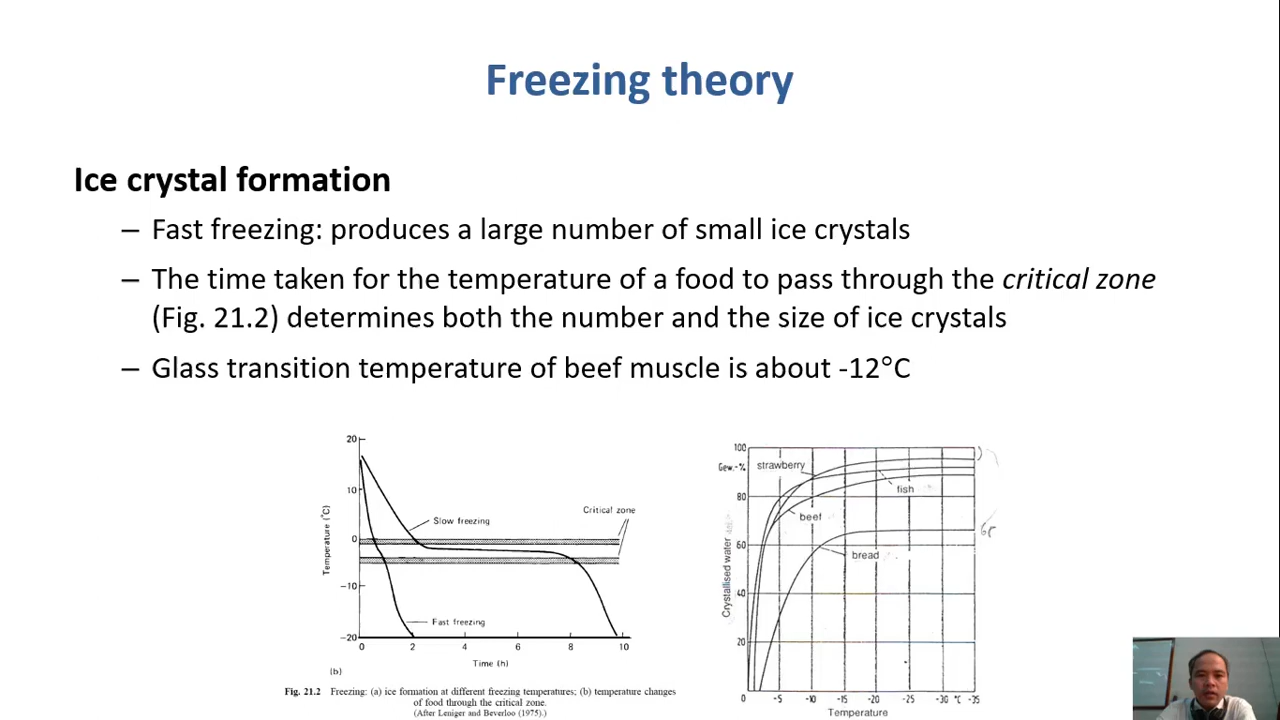 Freezing theory
Ice crystal formation
– Fast freezing: produces a large number of small ice crystals
– The time taken for the temperature of a food to pass through the critical zone
(Fig. 21.2) determines both the number and the size of ice crystals
– Glass transition temperature of beef muscle is about -12°C
20
10
0
−10
−20
Temperature (°C)
Slow freezing
Critical zone
Fast freezing
0 2 4 6 8 10
Time (h)
(b)
Fig. 21.2 Freezing: (a) ice formation at different freezing temperatures; (b) temperature changes
of food through the critical zone.
(After Leniger and Beverloo (1975).)
100
Gew.-%
80
60
40
20
Crystallised water
strawberry
fish
beef
bread
0 -5 -10 -15 -20 -25 -30 °C -35
Temperature